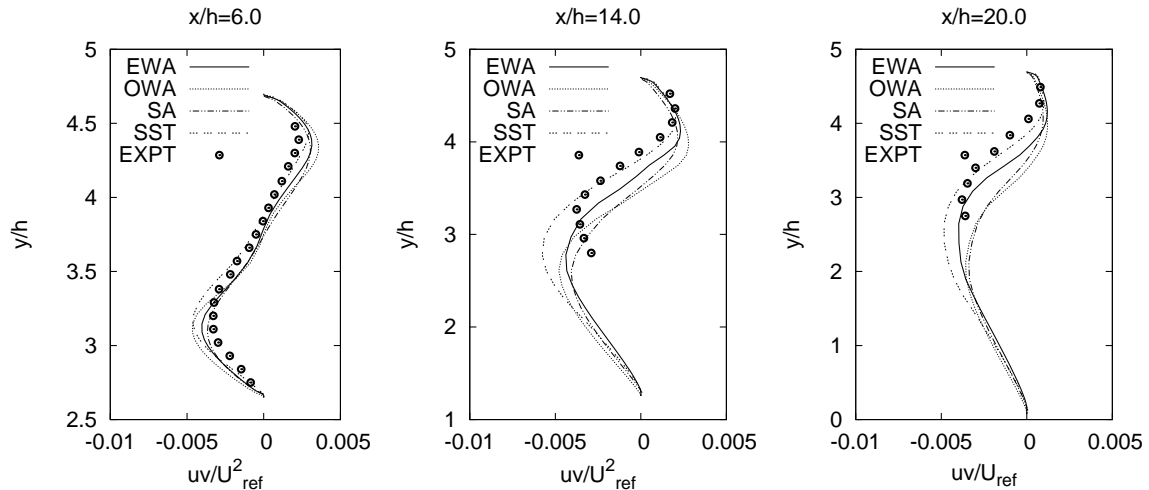 x/h=6.0
5
4.5
4
3.5
3
2.5
y/h
EWA
OWA
SA
SST
EXPT
-0.01 -0.005 0 0.005
uv/U²ref
x/h=14.0
5
4
3
2
1
y/h
EWA
OWA
SA
SST
EXPT
-0.01 -0.005 0 0.005
uv/U²ref
x/h=20.0
5
4
3
2
1
0
y/h
EWA
OWA
SA
SST
EXPT
-0.01 -0.005 0 0.005
uv/Uref